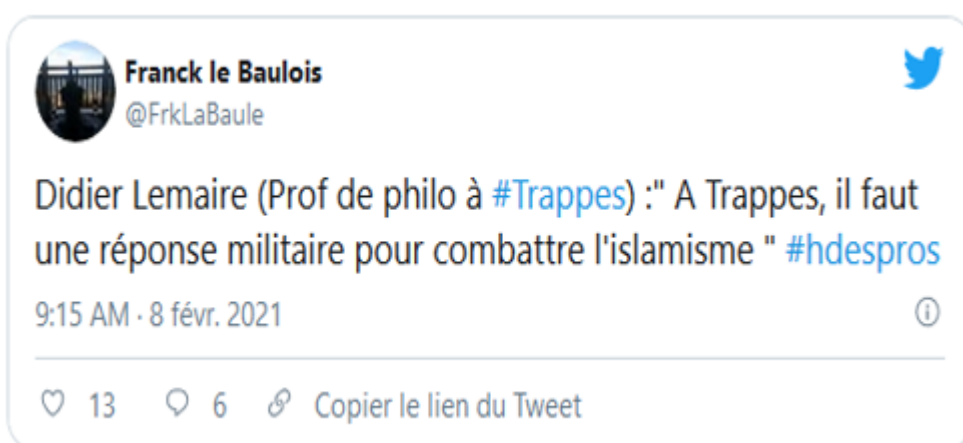 Franck le Baulois
@FrkLaBaule
Didier Lemaire (Prof de philo à #Trappes) :" A Trappes, il faut
une réponse militaire pour combattre l'islamisme " #hdespros
9:15 AM · 8 févr. 2021
13 6 Copier le lien du Tweet